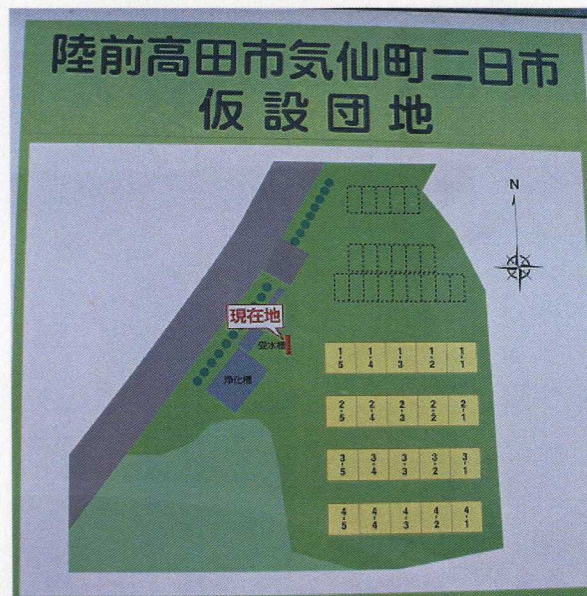 陸前高田市気仙町二日市
仮設団地
N
現在地
受水槽
浄化槽
1-5 1-4 1-3 1-2 1-1
2-5 2-4 2-3 2-2 2-1
3-5 3-4 3-3 3-2 3-1
4-5 4-4 4-3 4-2 4-1